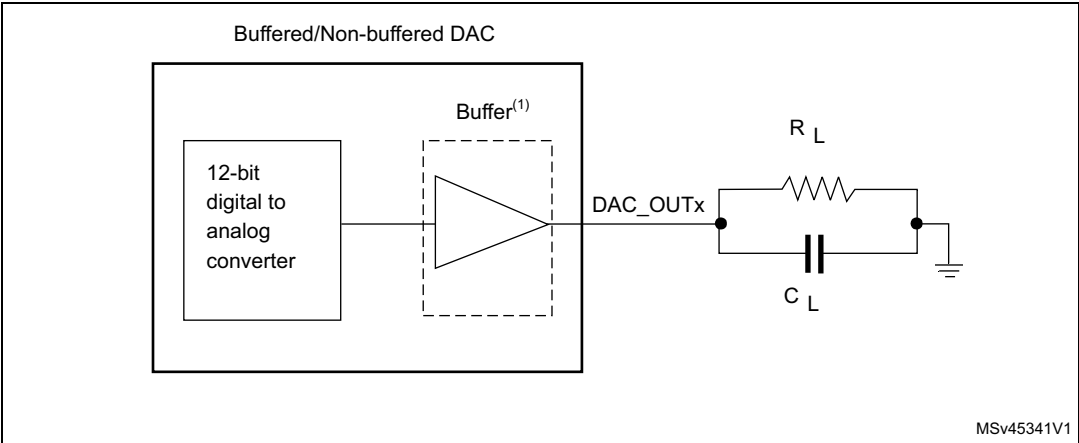 Buffered/Non-buffered DAC
Buffer(1)
12-bit
digital to
analog
converter
DAC_OUTx
R L
C L
MSv45341V1